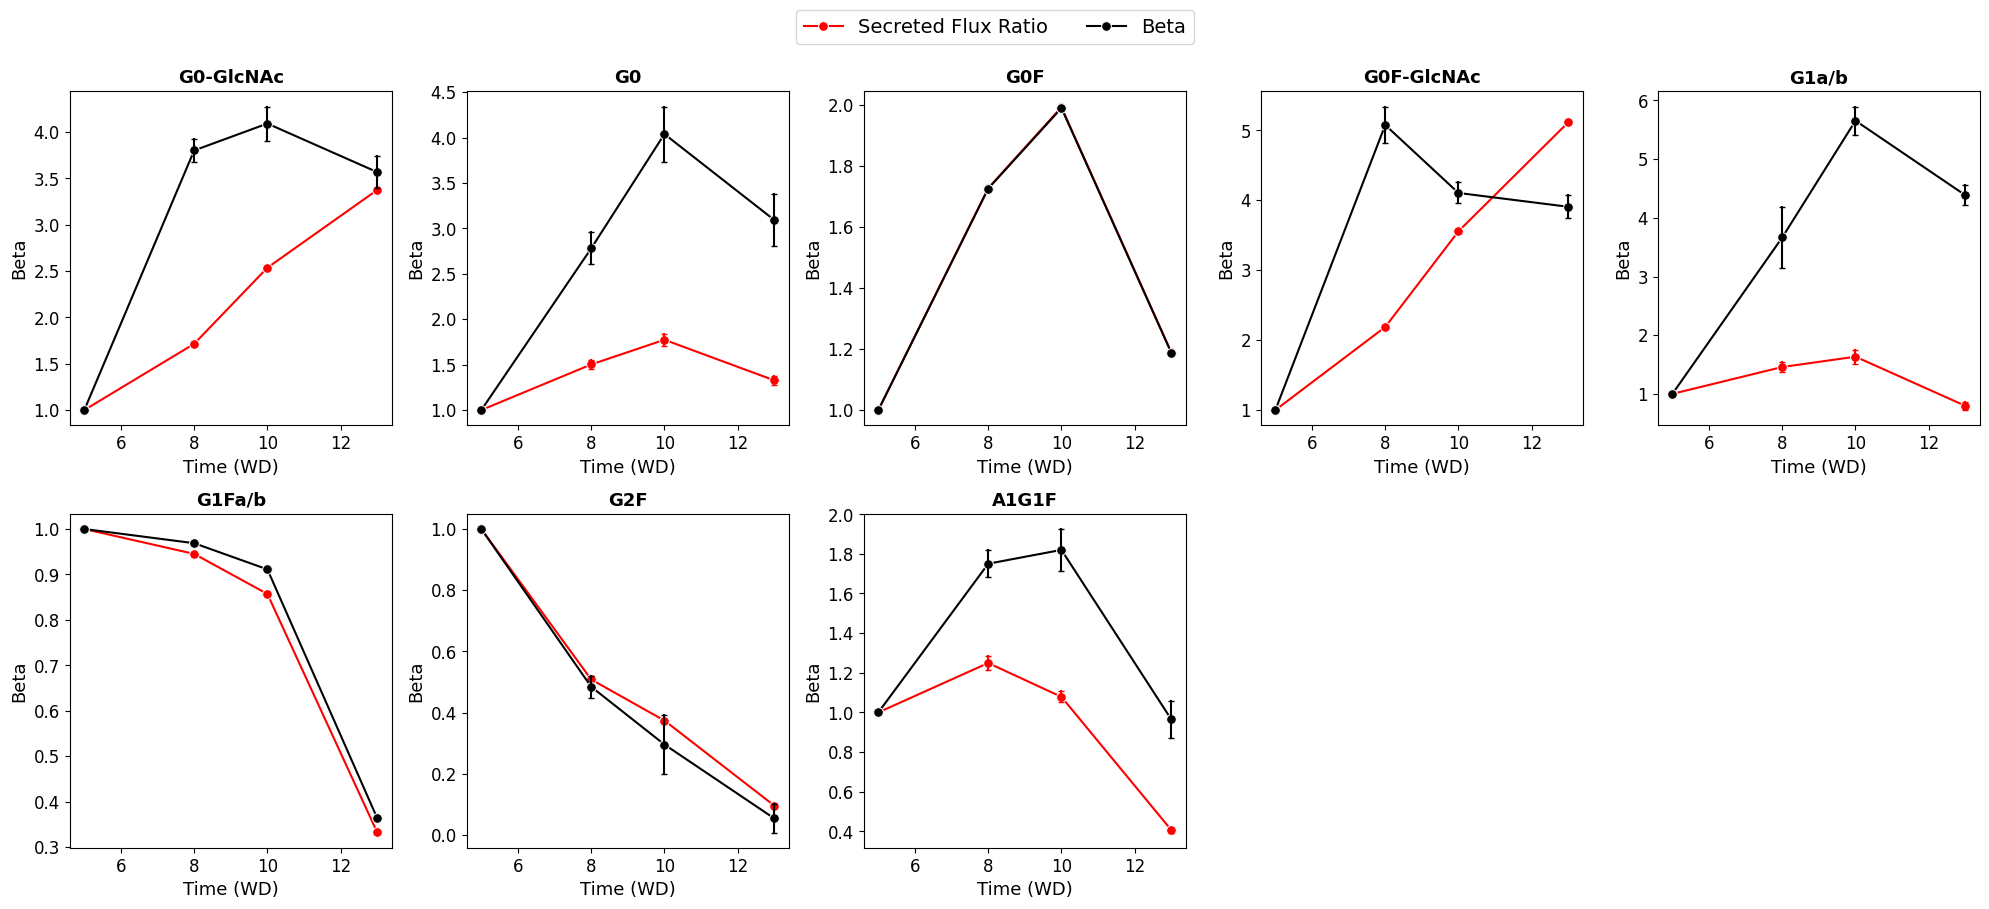 Secreted Flux Ratio Beta
G0-GlcNAc G0 G0F G0F-GlcNAc G1a/b
Beta
4.0
3.5
3.0
2.5
2.0
1.5
1.0
6 8 10 12
Time (WD)
Beta
4.5
4.0
3.5
3.0
2.5
2.0
1.5
1.0
6 8 10 12
Time (WD)
Beta
2.0
1.8
1.6
1.4
1.2
1.0
6 8 10 12
Time (WD)
Beta
5
4
3
2
1
6 8 10 12
Time (WD)
Beta
6
5
4
3
2
1
6 8 10 12
Time (WD)
G1Fa/b G2F A1G1F
Beta
1.0
0.9
0.8
0.7
0.6
0.5
0.4
0.3
6 8 10 12
Time (WD)
Beta
1.0
0.8
0.6
0.4
0.2
0.0
6 8 10 12
Time (WD)
Beta
2.0
1.8
1.6
1.4
1.2
1.0
0.8
0.6
0.4
6 8 10 12
Time (WD)